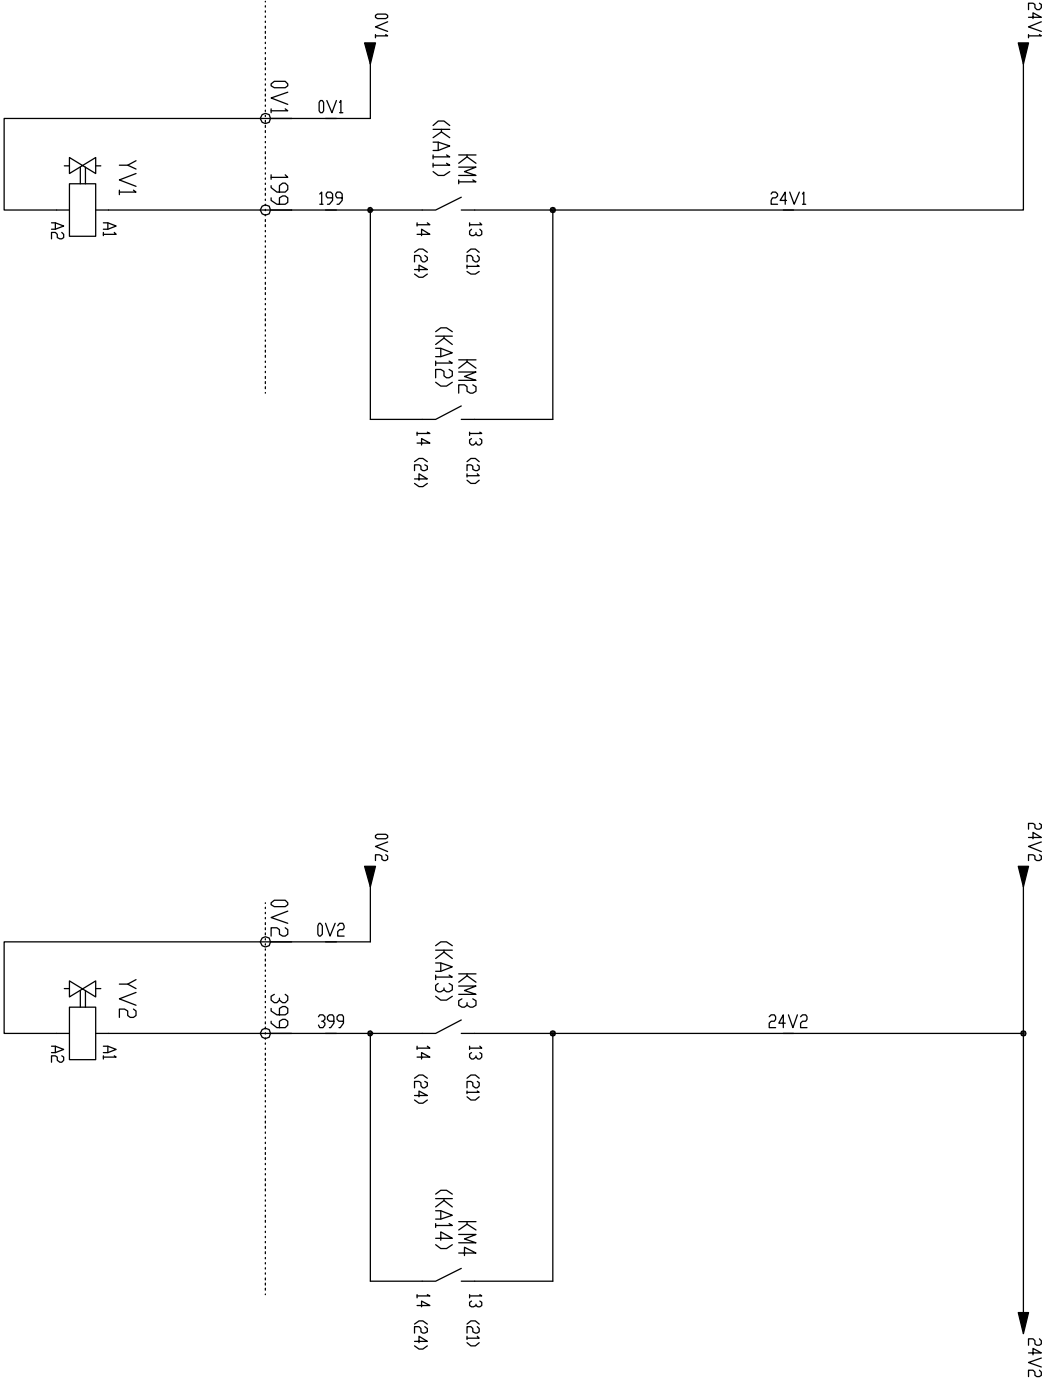 24V1
0V1
0V1
0V1
YV1
A1
A2
199
199
KM1
(KA11)
13 (21)
14 (24)
24V1
KM2
(KA12)
13 (21)
14 (24)
24V2
0V2
0V2
0V2
YV2
A1
A2
399
399
KM3
(KA13)
13 (21)
14 (24)
24V2
KM4
(KA14)
13 (21)
14 (24)
24V2